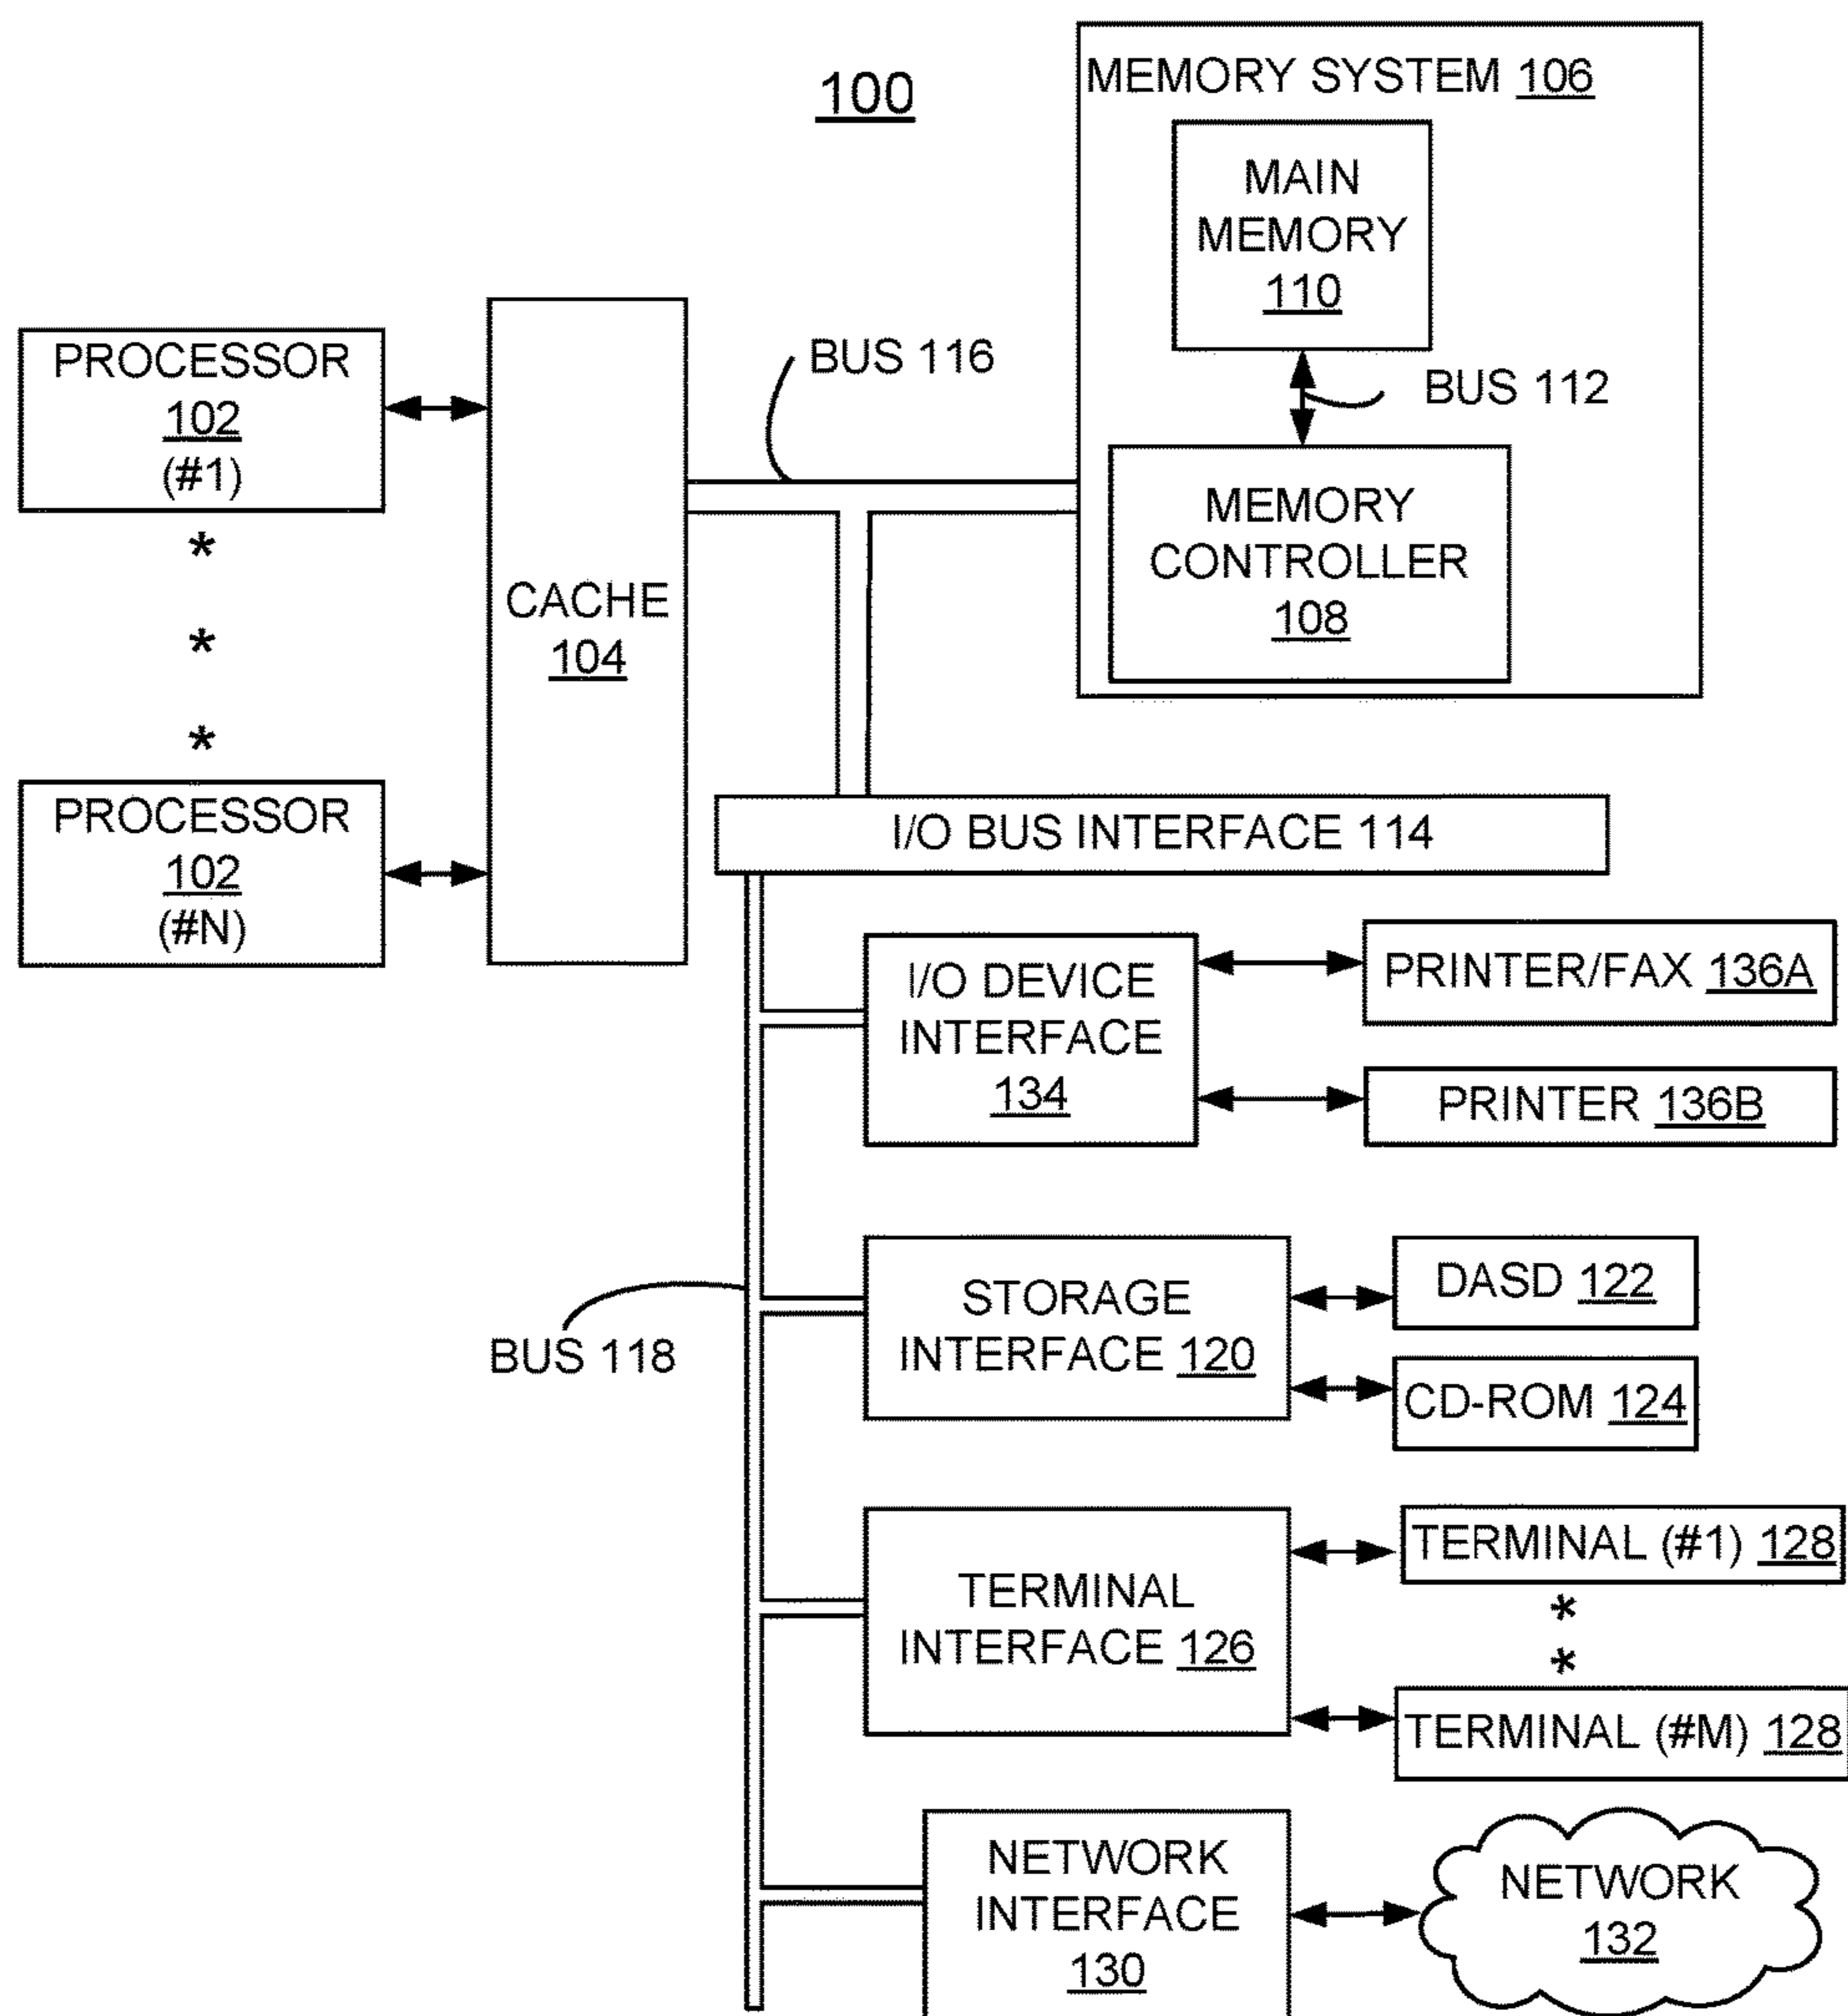 100
MEMORY SYSTEM 106
MAIN
MEMORY
110
BUS 112
MEMORY
CONTROLLER
108
BUS 116
PROCESSOR
102
(#1)
*
*
*
PROCESSOR
102
(#N)
CACHE
104
I/O BUS INTERFACE 114
I/O DEVICE
INTERFACE
134
PRINTER/FAX 136A
PRINTER 136B
BUS 118
STORAGE
INTERFACE 120
DASD 122
CD-ROM 124
TERMINAL
INTERFACE 126
TERMINAL (#1) 128
*
*
TERMINAL (#M) 128
NETWORK
INTERFACE
130
NETWORK
132